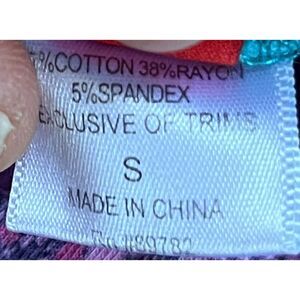 %COTTON 38%RAYON
5%SPANDEX
EXCLUSIVE OF TRIMS
S
MADE IN CHINA